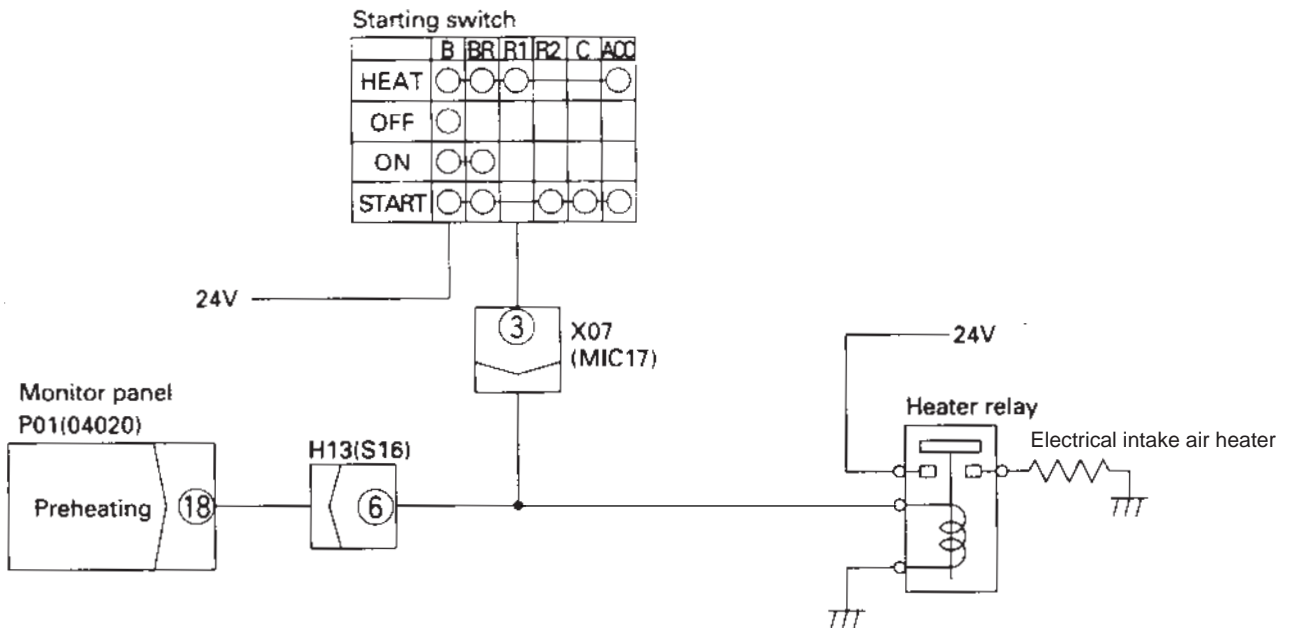 Starting switch
B BR R1 R2 C ACC
HEAT
OFF
ON
START
24V
3
X07
(MIC17)
24V
Monitor panel
P01(04020)
Heater relay
H13(S16)
Electrical intake air heater
Preheating
18
6